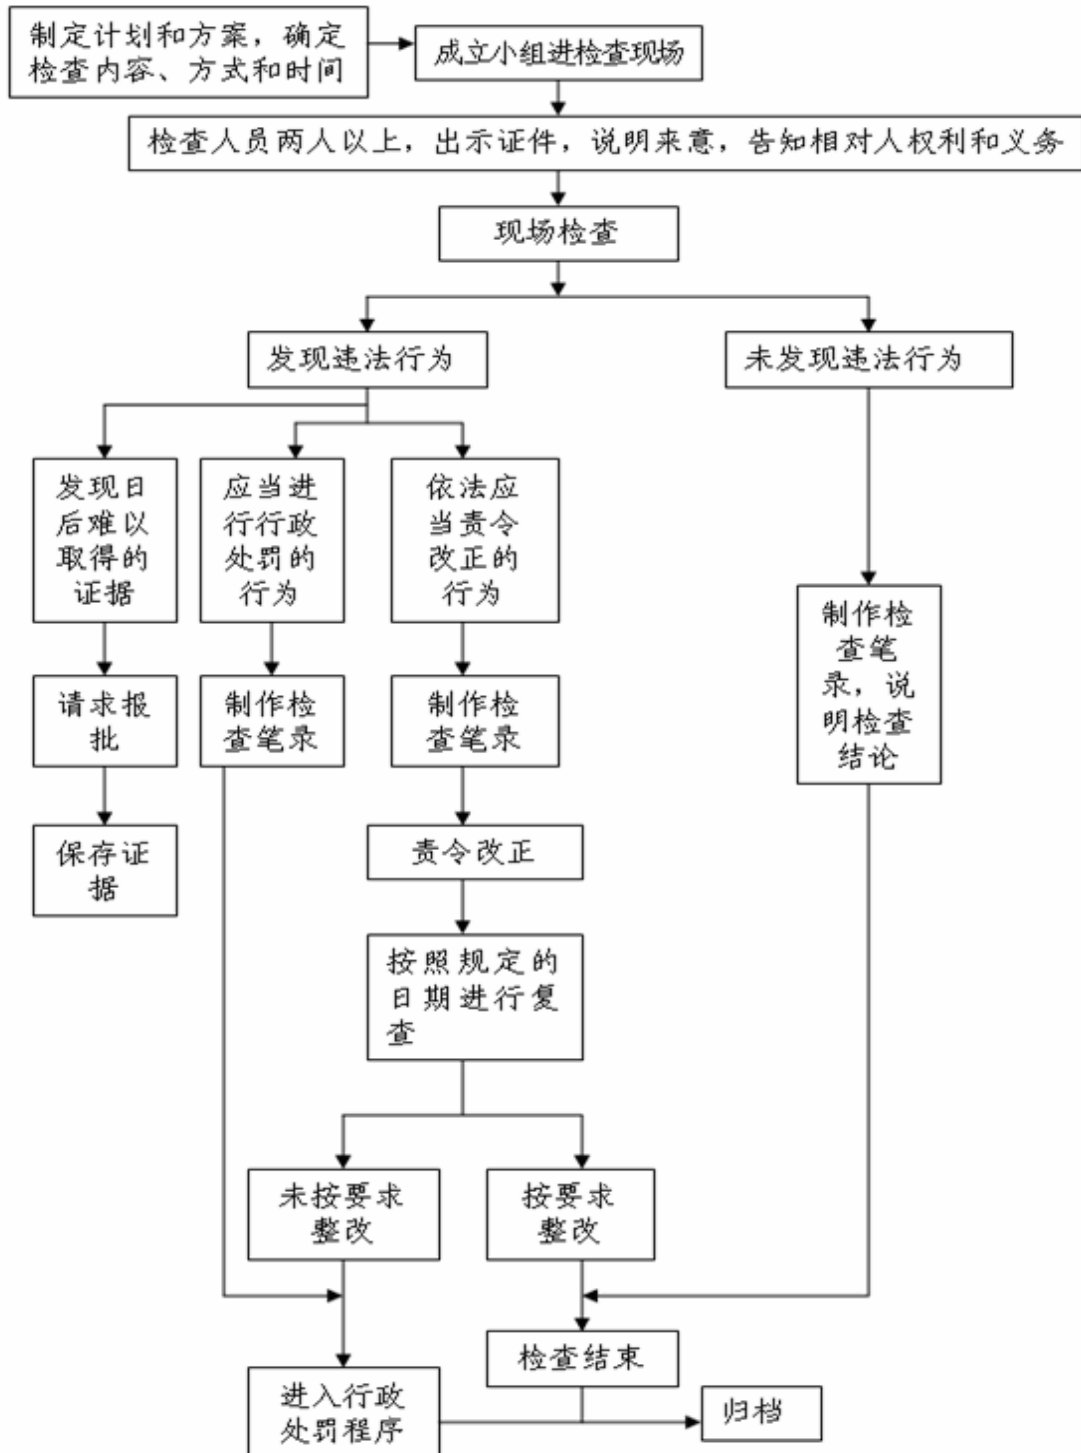 制定计划和方案，确定
检查内容、方式和时间
成立小组进检查现场
检查人员两人以上，出示证件，说明来意，告知相对人权利和义务
现场检查
发现违法行为
未发现违法行为
发现日
后难以
取得的
证据
应当进
行行政
处罚的
行为
依法应
当责令
改正的
行为
制作检
查笔
录，说
明检查
结论
请求报
批
制作检
查笔录
制作检
查笔录
保存证
据
责令改正
按照规定的
日期进行复
查
未按要求
整改
按要求
整改
检查结束
进入行政
处罚程序
归档